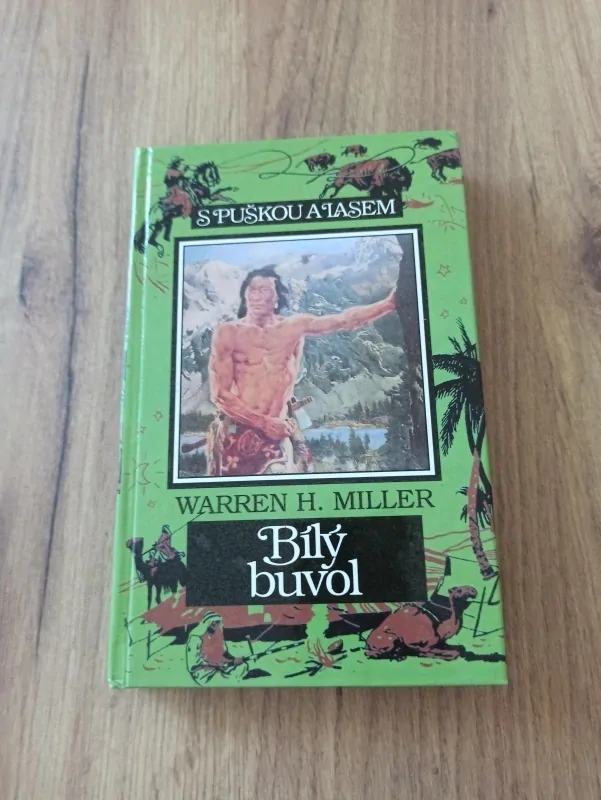 S PUŠKOU A LASEM
WARREN H. MILLER
Bílý
buvol